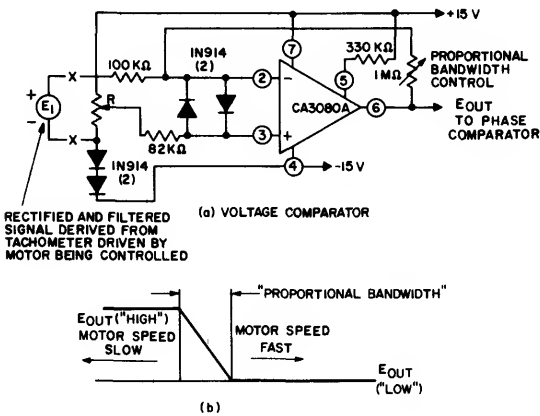 +15 V
IN914
(2)
100 KΩ
330 KΩ
1MΩ
PROPORTIONAL
BANDWIDTH
CONTROL
7
2
−
5
CA3080A
6
EOUT
TO PHASE
COMPARATOR
+
E1
−
X
X
R
82KΩ
3
+
4
−15 V
IN914
(2)
(a) VOLTAGE COMPARATOR
RECTIFIED AND FILTERED
SIGNAL DERIVED FROM
TACHOMETER DRIVEN BY
MOTOR BEING CONTROLLED
"PROPORTIONAL BANDWIDTH"
EOUT ("HIGH")
MOTOR SPEED
SLOW
MOTOR SPEED
FAST
EOUT
("LOW")
(b)